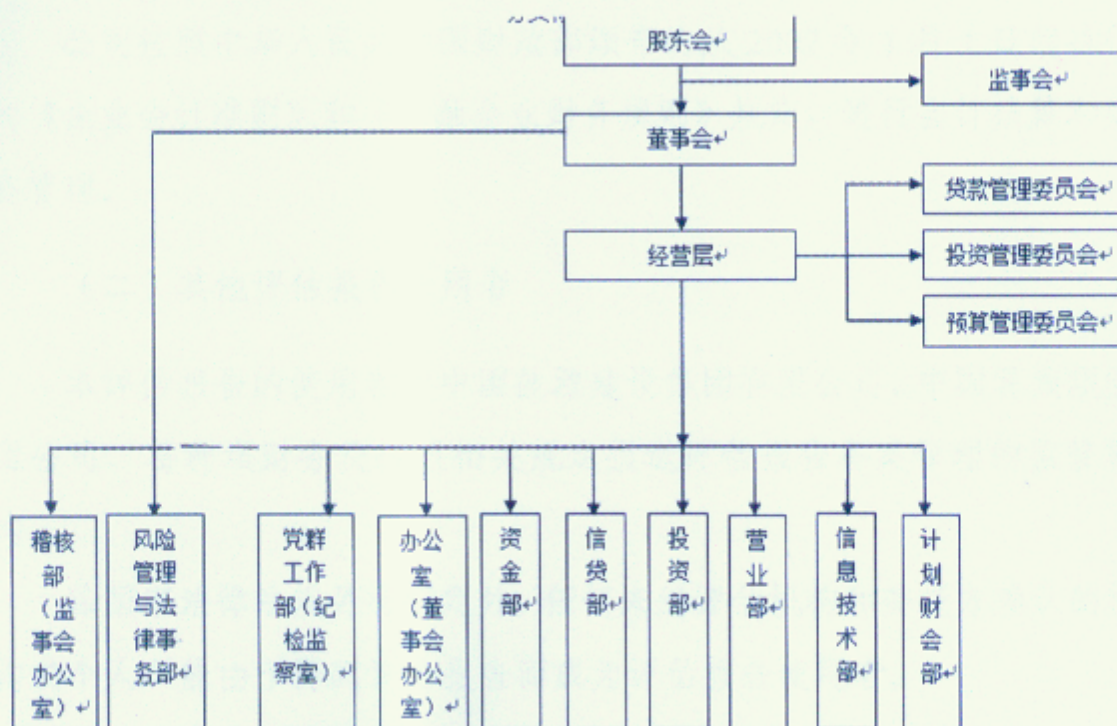 股东会
监事会
董事会
贷款管理委员会
经营层
投资管理委员会
预算管理委员会
稽核
部
（监
事会
办公
室）
风险
管理
与法
律事
务部
党群
工作
部（纪
检监
察室）
办公
室
（董
事会
办公
室）
资
金
部
信
贷
部
投
资
部
营
业
部
信
息
技
术
部
计
划
财
会
部